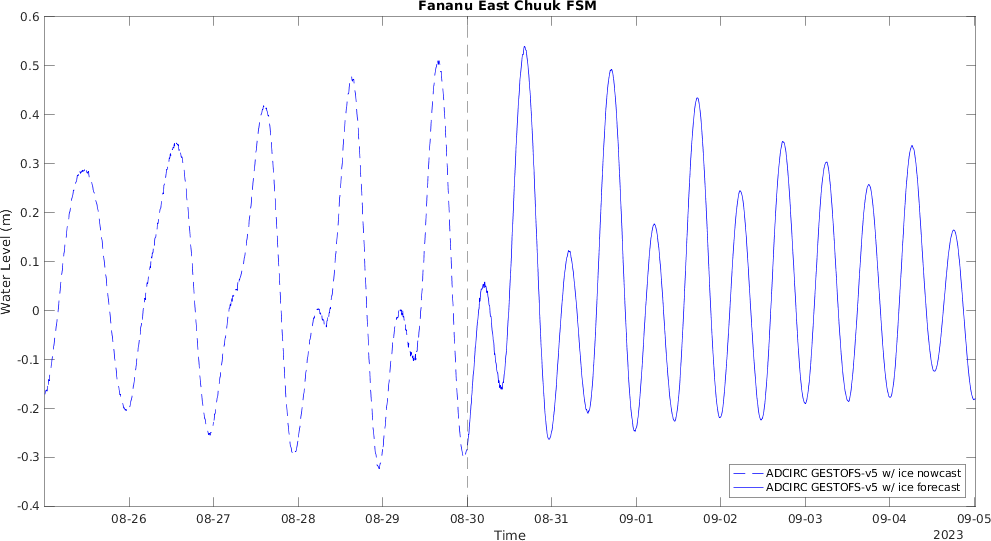 Fananu East Chuuk FSM
0.6
0.5
0.4
0.3
0.2
0.1
0
-0.1
-0.2
-0.3
-0.4
Water Level (m)
ADCIRC GESTOFS-v5 w/ ice nowcast
ADCIRC GESTOFS-v5 w/ ice forecast
08-26 08-27 08-28 08-29 08-30 08-31 09-01 09-02 09-03 09-04 09-05
Time
2023